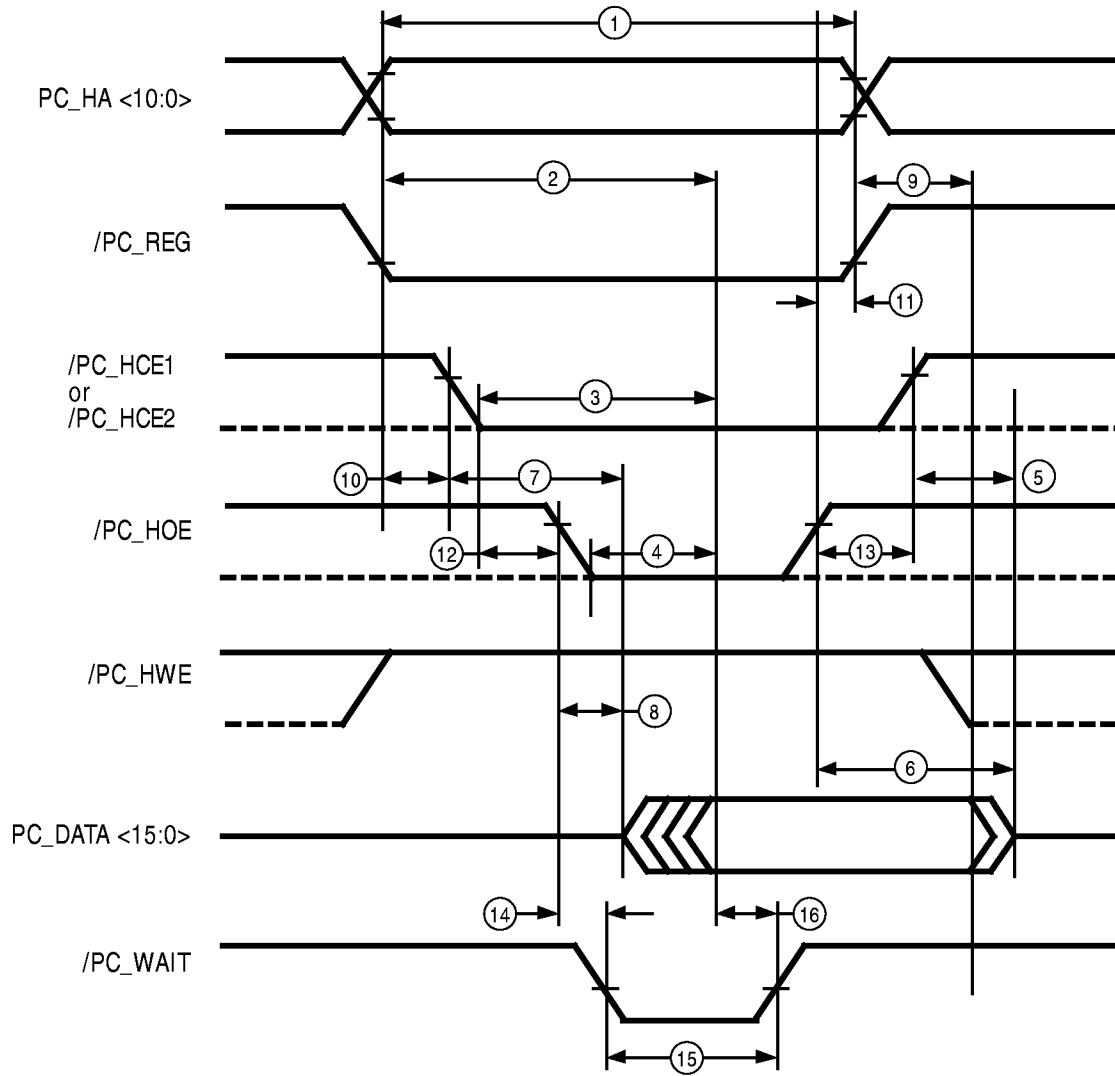 1
PC_HA <10:0>
2
9
/PC_REG
11
/PC_HCE1
or
/PC_HCE2
3
10
7
5
/PC_HOE
12
4
13
/PC_HWE
8
6
PC_DATA <15:0>
14
16
/PC_WAIT
15